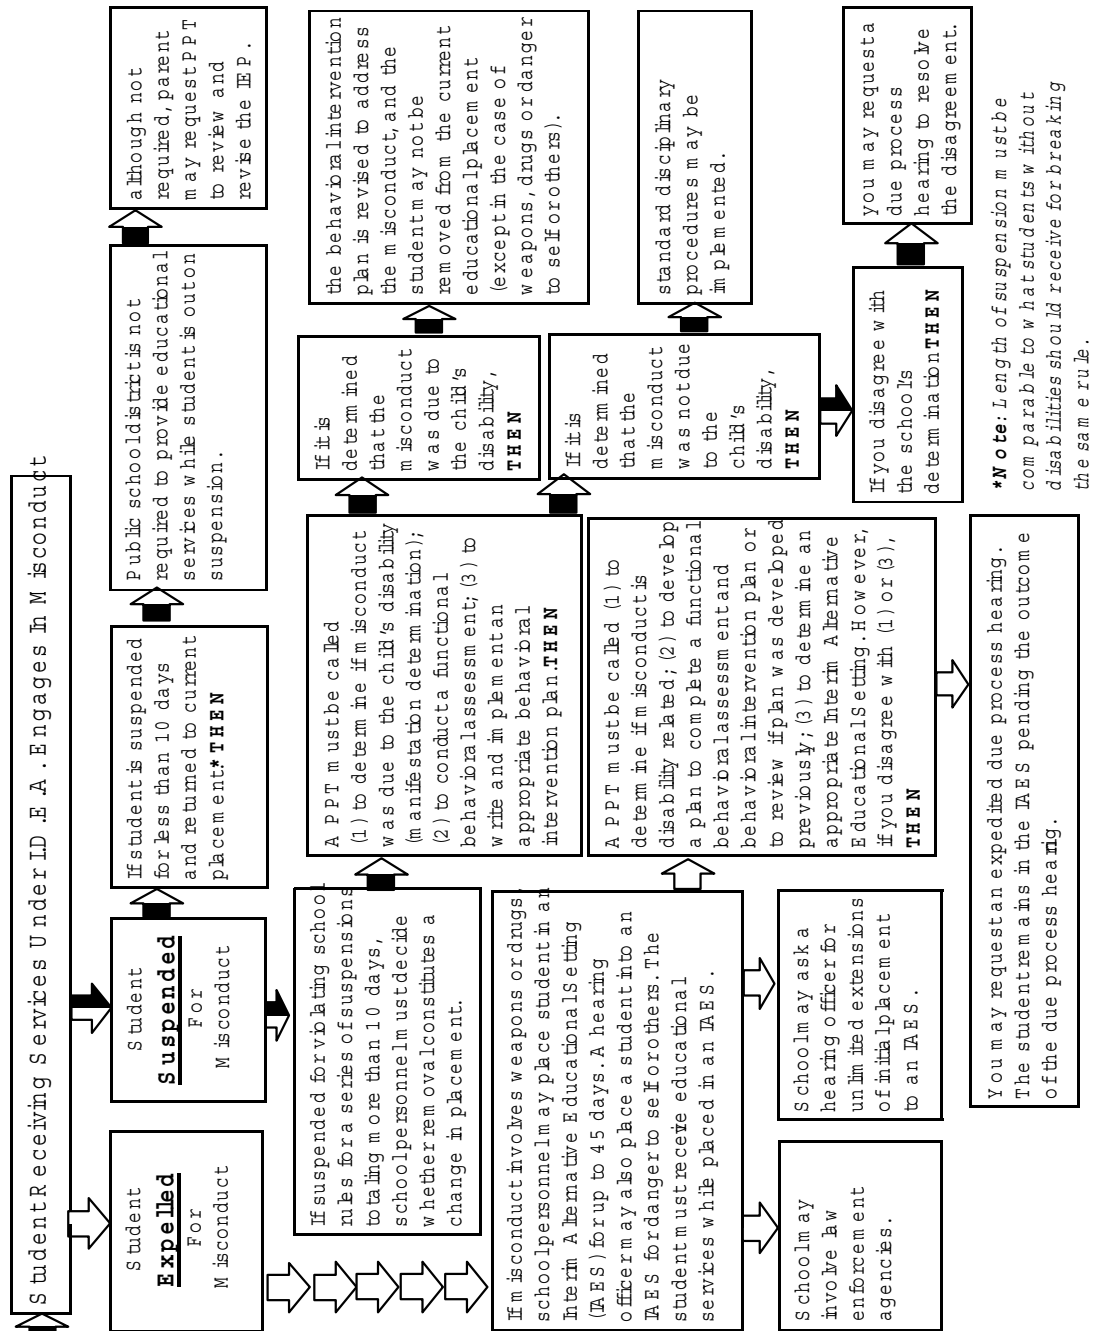 Student Receiving Services Under I.D.E.A. Engages In Misconduct
Student
Expelled
For
Misconduct
Student
Suspended
For
Misconduct
If student is suspended
for less than 10 days
and returned to current
placement* THEN
Public school district is not
required to provide educational
services while student is out on
suspension.
although not
required, parent
may request PPT
to review and
revise the IEP.
If suspended for violating school
rules for a series of suspensions
totaling more than 10 days,
school personnel must decide
whether removal constitutes a
change in placement.
A PPT must be called
(1) to determine if misconduct
was due to the child's disability
(manifestation determination);
(2) to conduct a functional
behavioral assessment; (3) to
write and implement an
appropriate behavioral
intervention plan. THEN
If it is
determined
that the
misconduct
was due to
the child's
disability,
THEN
the behavioral intervention
plan is revised to address
the misconduct, and the
student may not be
removed from the current
educational placement
(except in the case of
weapons, drugs or danger
to self or others).
If it is
determined
that the
misconduct
was not due
to the
child's
disability,
THEN
standard disciplinary
procedures may be
implemented.
If you disagree with
the school's
determination THEN
you may request a
due process
hearing to resolve
the disagreement.
If misconduct involves weapons or drugs,
school personnel may place student in an
Interim Alternative Educational Setting
(IAES) for up to 45 days. A hearing
officer may also place a student into an
IAES for danger to self or others. The
student must receive educational
services while placed in an IAES.
A PPT must be called (1) to
determine if misconduct is
disability related; (2) to develop
a plan to complete a functional
behavioral assessment and
behavioral intervention plan or
to review if plan was developed
previously; (3) to determine an
appropriate Interim Alternative
Educational Setting. However,
if you disagree with (1) or (3),
THEN
School may
involve law
enforcement
agencies.
School may ask a
hearing officer for
unlimited extensions
of initial placement
to an IAES.
You may request an expedited due process hearing.
The student remains in the IAES pending the outcome
of the due process hearing.
*Note: Length of suspension must be
comparable to what students without
disabilities should receive for breaking
the same rule.